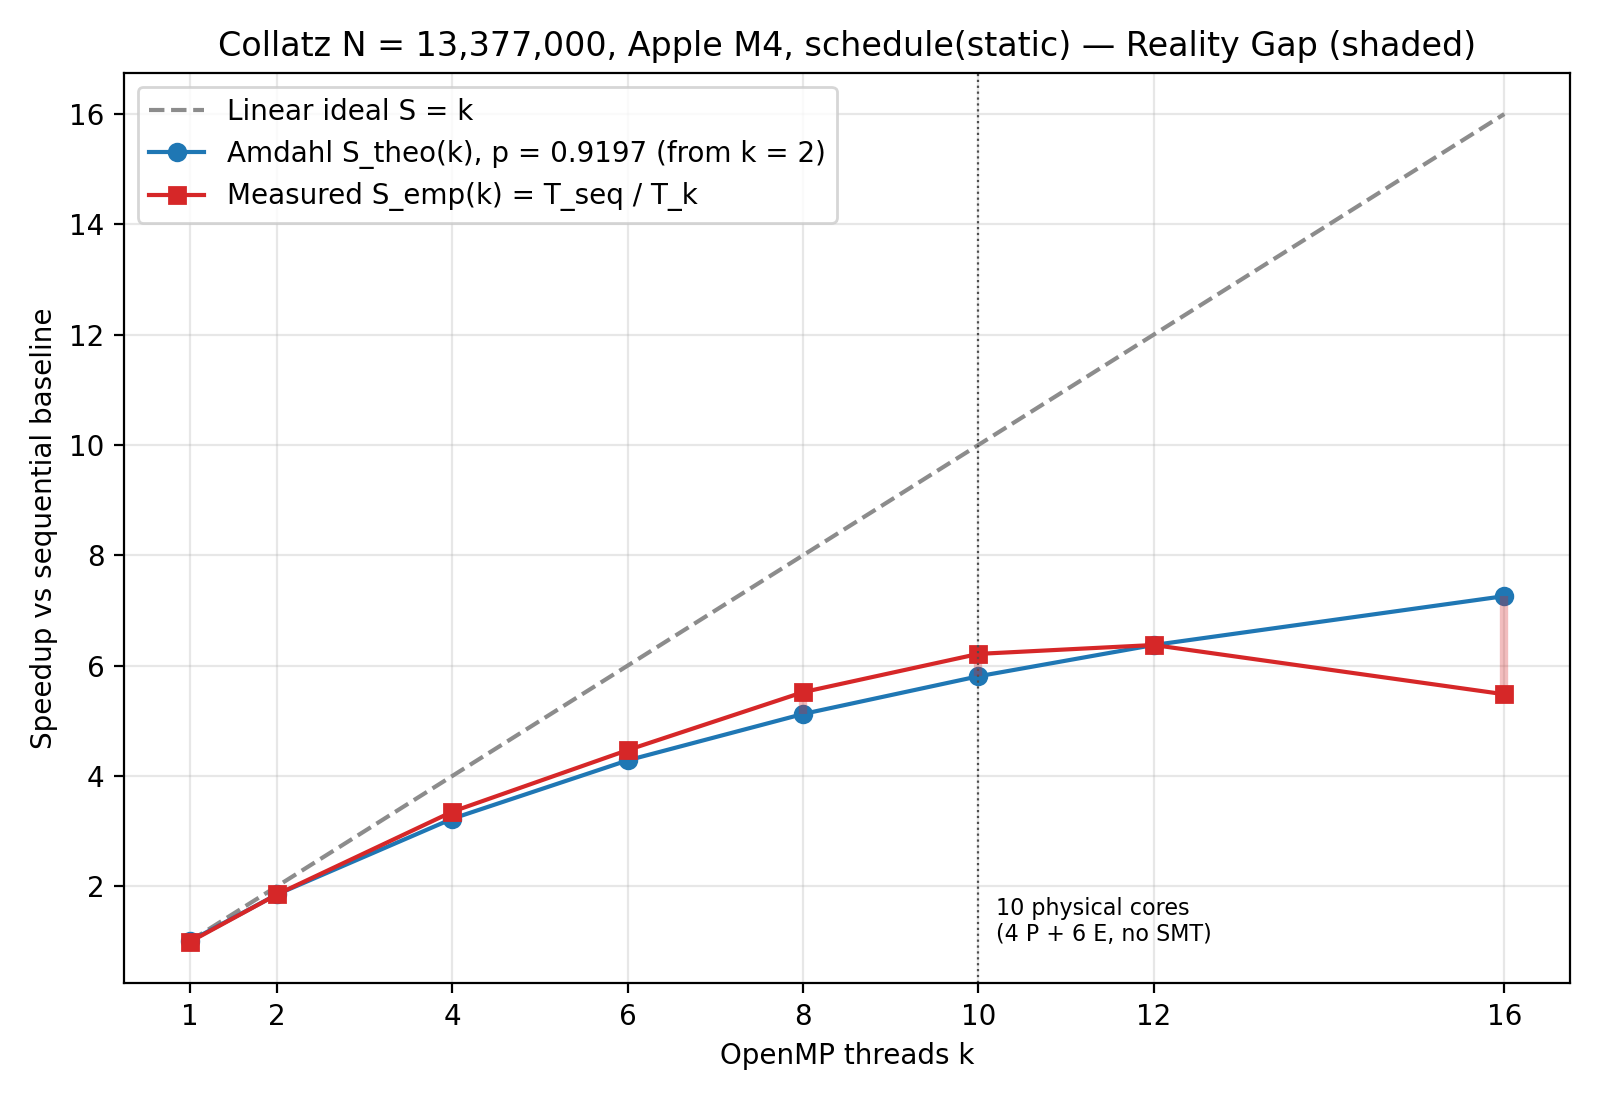 Collatz N = 13,377,000, Apple M4, schedule(static) — Reality Gap (shaded)
Linear ideal S = k
Amdahl S_theo(k), p = 0.9197 (from k = 2)
Measured S_emp(k) = T_seq / T_k
Speedup vs sequential baseline
16
14
12
10
8
6
4
2
10 physical cores
(4 P + 6 E, no SMT)
1 2 4 6 8 10 12 16
OpenMP threads k